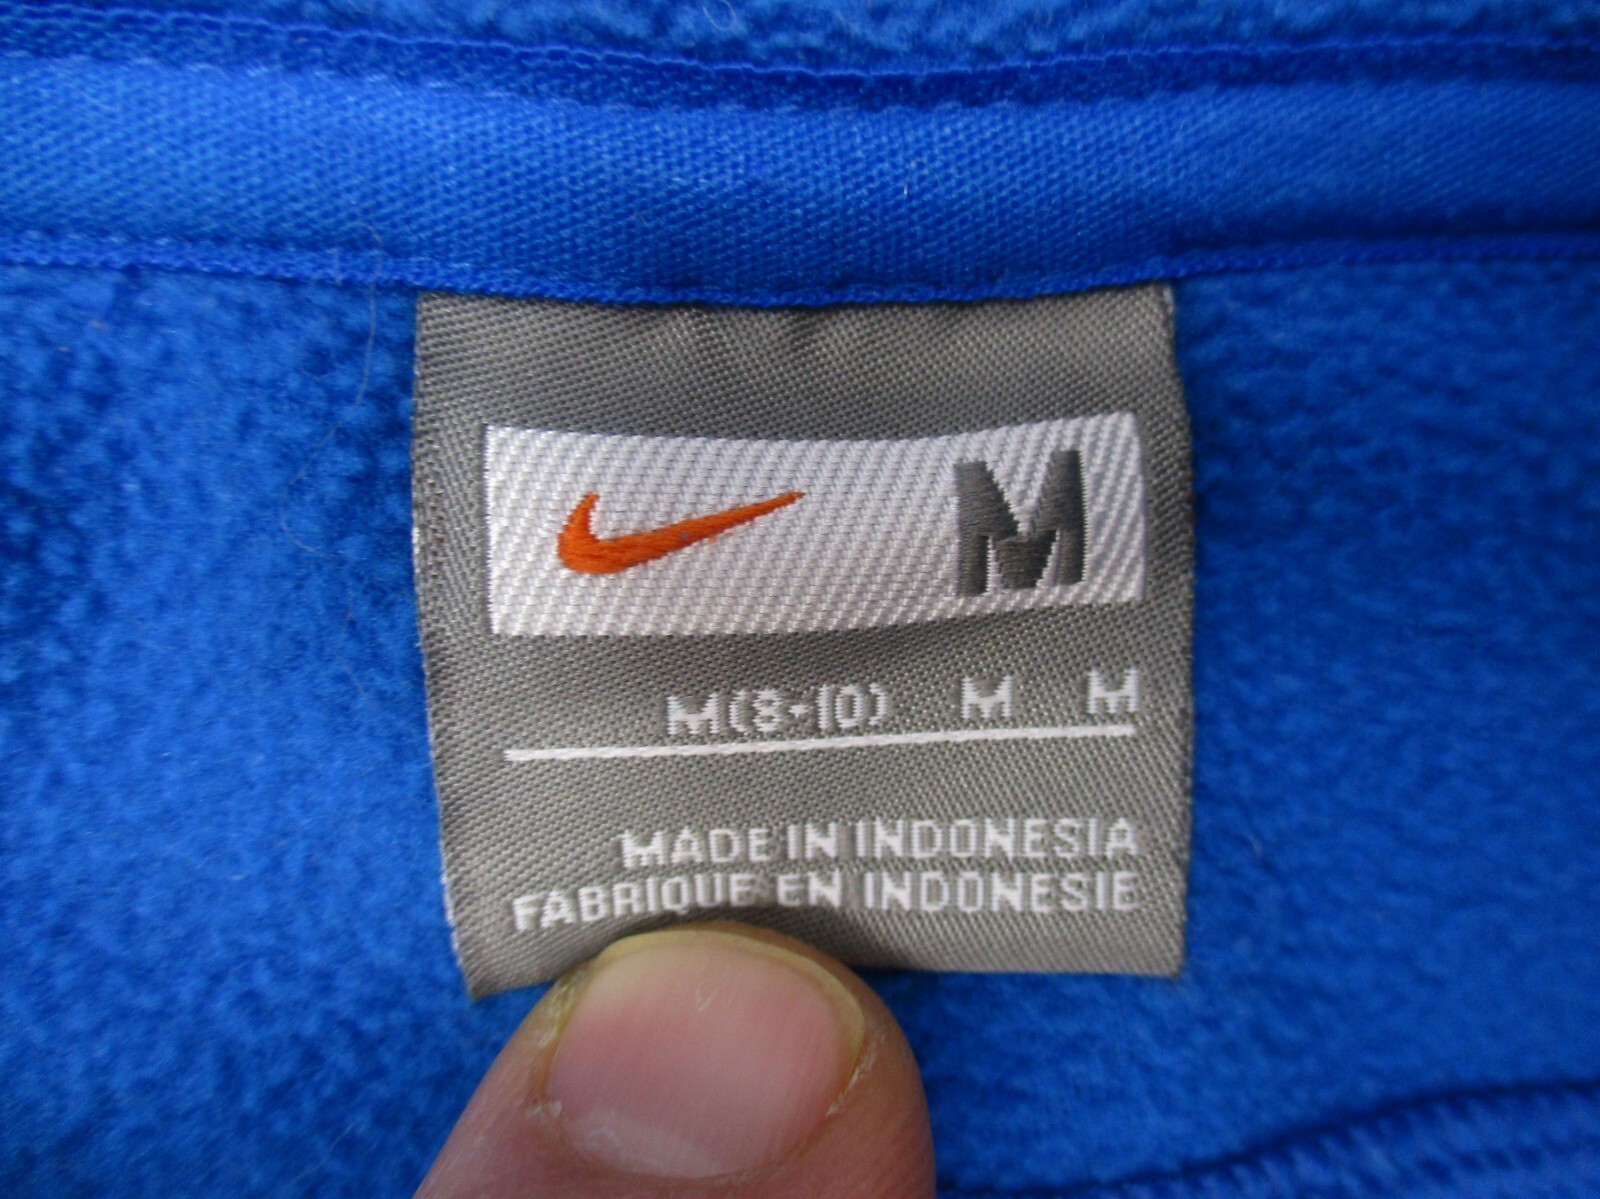 M
M(8-10) M M
MADE IN INDONESIA
FABRIQUE EN INDONESIE